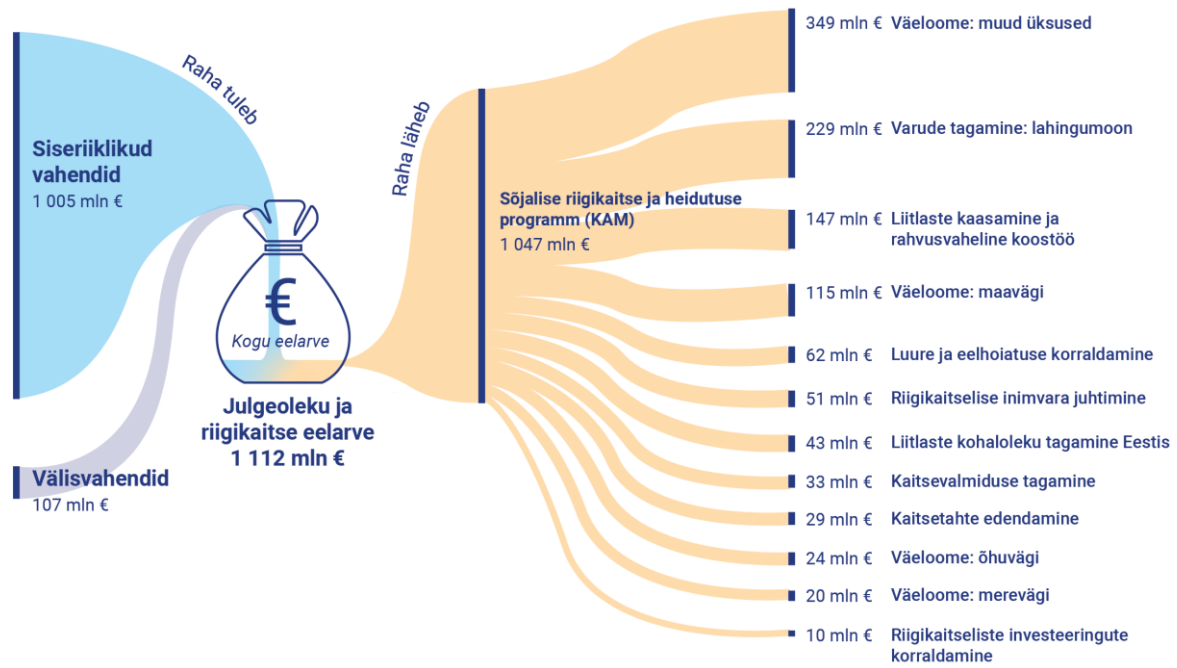 Raha tuleb
Siseriiklikud
vahendid
1 005 mln €
Välisvahendid
107 mln €
€
Kogu eelarve
Julgeoleku ja
riigikaitse eelarve
1 112 mln €
Raha läheb
Sõjalise riigikaitse ja heidutuse
programm (KAM)
1 047 mln €
349 mln € Väeloome: muud üksused
229 mln € Varude tagamine: lahingumoon
147 mln € Liitlaste kaasamine ja
rahvusvaheline koostöö
115 mln € Väeloome: maavägi
62 mln € Luure ja eelhoiatuse korraldamine
51 mln € Riigikaitselise inimvara juhtimine
43 mln € Liitlaste kohaloleku tagamine Eestis
33 mln € Kaitsevalmiduse tagamine
29 mln € Kaitsetahte edendamine
24 mln € Väeloome: õhuvägi
20 mln € Väeloome: merevägi
10 mln € Riigikaitseliste investeeringute
korraldamine